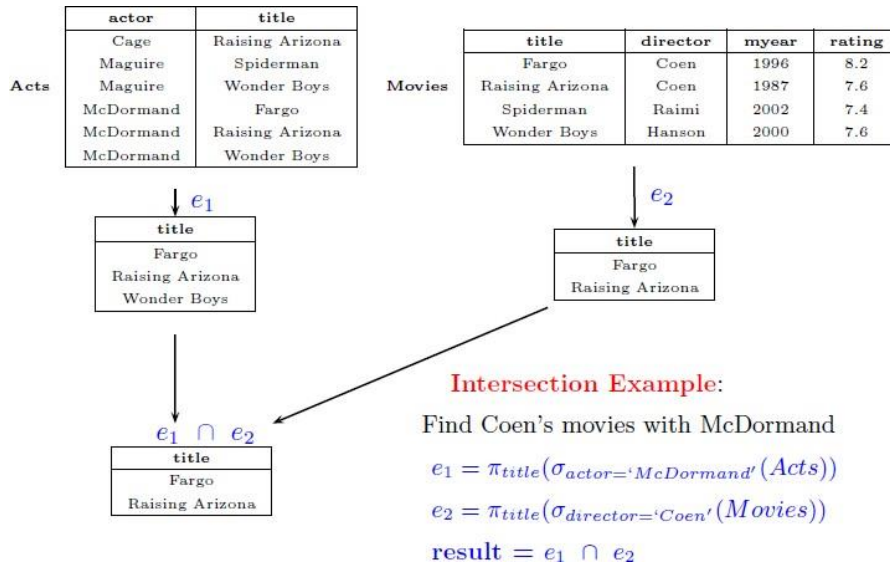 actor title
Cage Raising Arizona
Maguire Spiderman
Acts Maguire Wonder Boys
McDormand Fargo
McDormand Raising Arizona
McDormand Wonder Boys
title director myear rating
Fargo Coen 1996 8.2
Movies Raising Arizona Coen 1987 7.6
Spiderman Raimi 2002 7.4
Wonder Boys Hanson 2000 7.6
e₁
title
Fargo
Raising Arizona
Wonder Boys
e₂
title
Fargo
Raising Arizona
e₁ ∩ e₂
title
Fargo
Raising Arizona
Intersection Example:
Find Coen's movies with McDormand
e₁ = π_title(σ_actor=‘McDormand’(Acts))
e₂ = π_title(σ_director=‘Coen’(Movies))
result = e₁ ∩ e₂